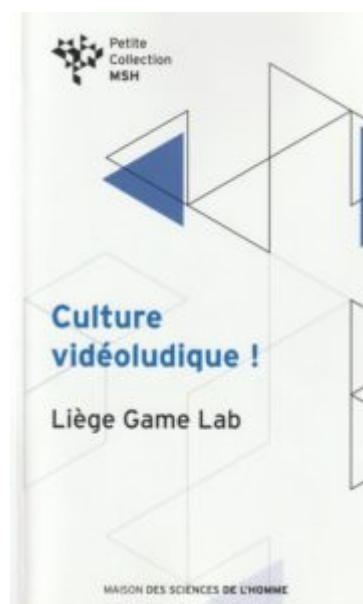 Petite
Collection
MSH
Culture
vidéoludique !
Liège Game Lab
MAISON DES SCIENCES DE L'HOMME